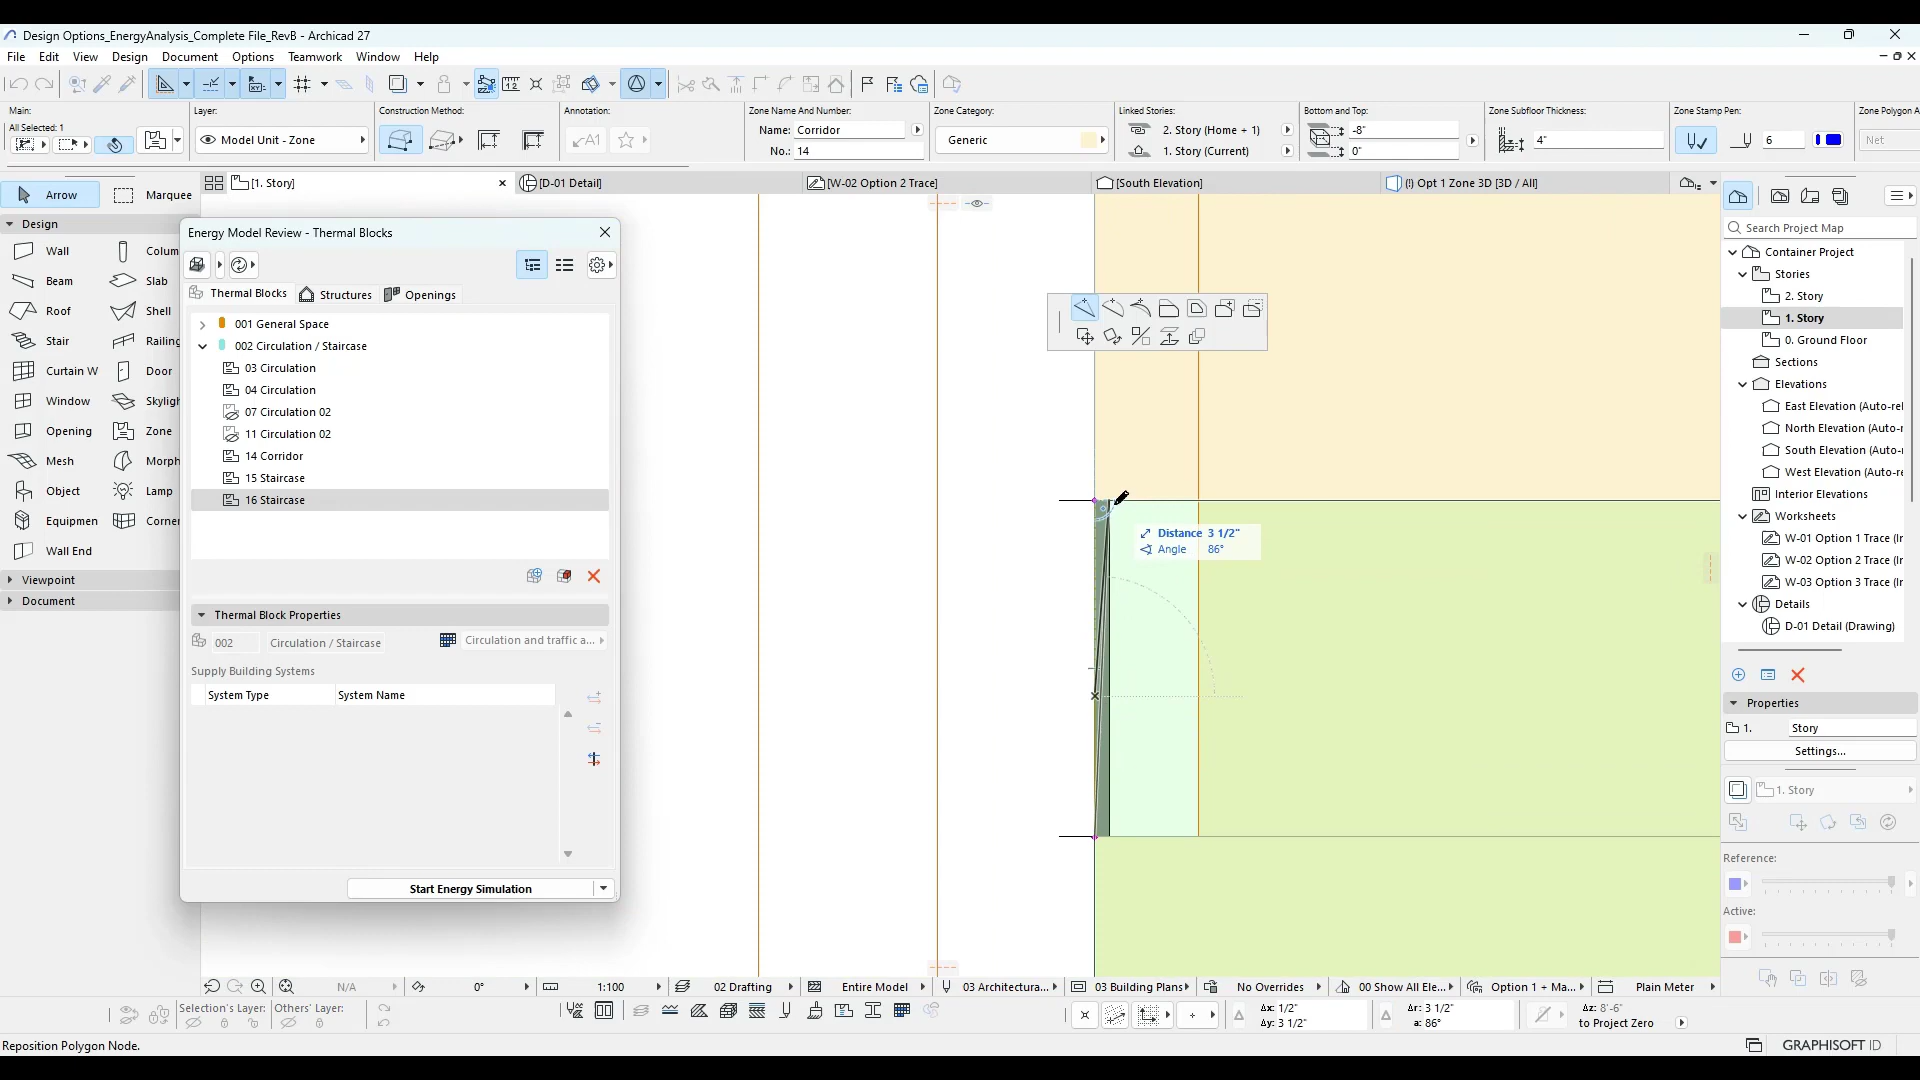 Design Options_EnergyAnalysis_Complete File_RevB - Archicad 27
File Edit View Design Document Options Teamwork Window Help
Main: Layer: Construction Method: Annotation: Zone Name And Number: Zone Category: Linked Stories: Bottom and Top: Zone Subfloor Thickness: Zone Stamp Pen: Zone Polygon A
All Selected: 1
Model Unit - Zone
Name: Corridor
No.: 14
Generic
2. Story (Home + 1)
1. Story (Current)
-8"
0"
4"
6
Net
Arrow Marquee
[1. Story] [D-01 Detail] [W-02 Option 2 Trace] [South Elevation] (!) Opt 1 Zone 3D [3D / All]
Design
Wall Colum
Beam Slab
Roof Shell
Stair Railing
Curtain W Door
Window Skyligh
Opening Zone
Mesh Morph
Object Lamp
Equipmen Corne
Wall End
Viewpoint
Document
Energy Model Review - Thermal Blocks
Thermal Blocks Structures Openings
001 General Space
002 Circulation / Staircase
03 Circulation
04 Circulation
07 Circulation 02
11 Circulation 02
14 Corridor
15 Staircase
16 Staircase
Thermal Block Properties
002 Circulation / Staircase Circulation and traffic a...
Supply Building Systems
System Type System Name
Start Energy Simulation
Distance 3 1/2"
Angle 86°
Search Project Map
Container Project
Stories
2. Story
1. Story
0. Ground Floor
Sections
Elevations
East Elevation (Auto-rel
North Elevation (Auto-r
South Elevation (Auto-
West Elevation (Auto-re
Interior Elevations
Worksheets
W-01 Option 1 Trace (Ir
W-02 Option 2 Trace (Ir
W-03 Option 3 Trace (Ir
Details
D-01 Detail (Drawing)
Properties
1. Story
Settings...
1. Story
Reference:
Active:
N/A 0° 1:100 02 Drafting Entire Model 03 Architectura... 03 Building Plans No Overrides 00 Show All Ele... Option 1 + Ma... Plain Meter
Selection's Layer: Others' Layer:
Δx: 1/2"
Δy: 3 1/2"
Δr: 3 1/2"
a: 86°
Δz: 8'-6"
to Project Zero
Reposition Polygon Node.
GRAPHISOFT ID